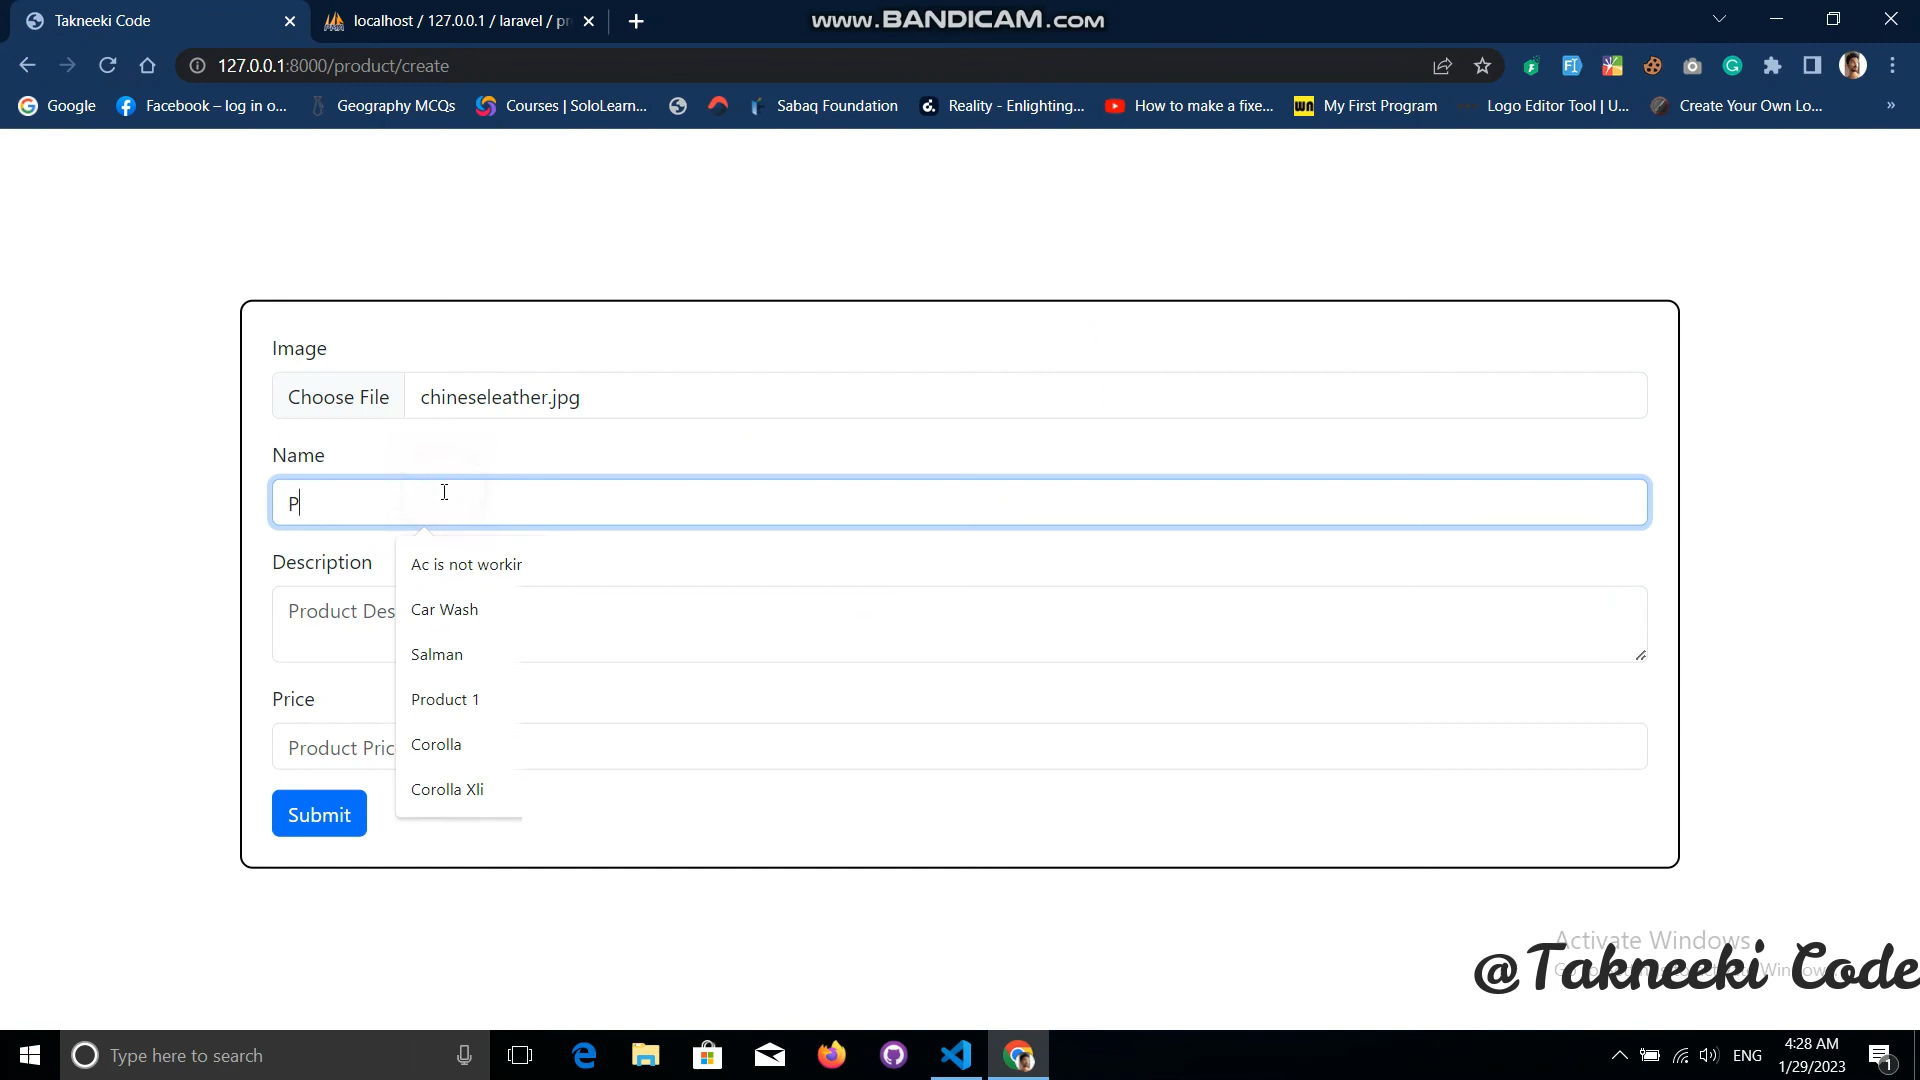 Takneeki Code
localhost / 127.0.0.1 / laravel / pr
www.BANDICAM.com
127.0.0.1:8000/product/create
Google
Facebook – log in o...
Geography MCQs
Courses | SoloLearn...
Sabaq Foundation
Reality - Enlighting...
How to make a fixe...
My First Program
Logo Editor Tool | U...
Create Your Own Lo...
»
Image
Choose File
chineseleather.jpg
Name
P
Ac is not workin
Description
Car Wash
Product Des
Salman
Price
Product 1
Corolla
Product Pric
Corolla Xli
Submit
Activate Windows
@Takneeki Code
Type here to search
ENG
4:28 AM
1/29/2023
1